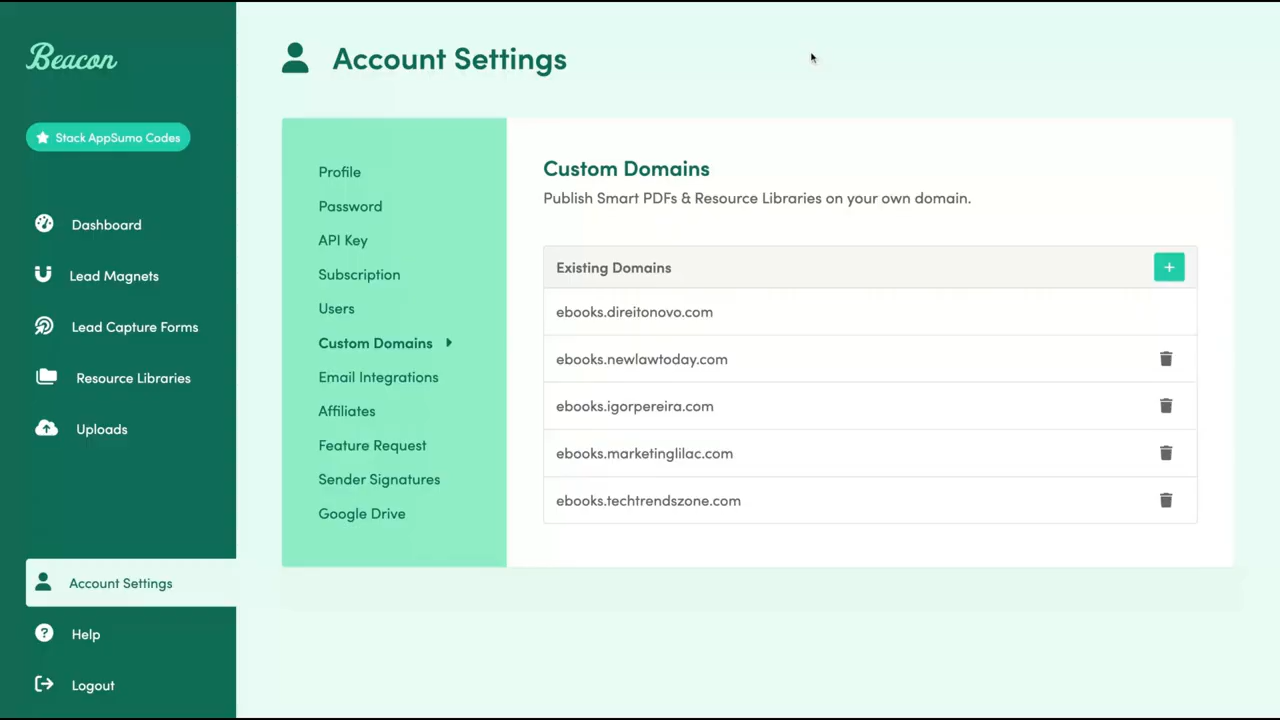 Beacon
Stack AppSumo Codes
Dashboard
Lead Magnets
Lead Capture Forms
Resource Libraries
Uploads
Account Settings
Help
Logout
Account Settings
Profile
Password
API Key
Subscription
Users
Custom Domains
Email Integrations
Affiliates
Feature Request
Sender Signatures
Google Drive
Custom Domains
Publish Smart PDFs & Resource Libraries on your own domain.
Existing Domains
ebooks.direitonovo.com
ebooks.newlawtoday.com
ebooks.igorpereira.com
ebooks.marketinglilac.com
ebooks.techtrendszone.com